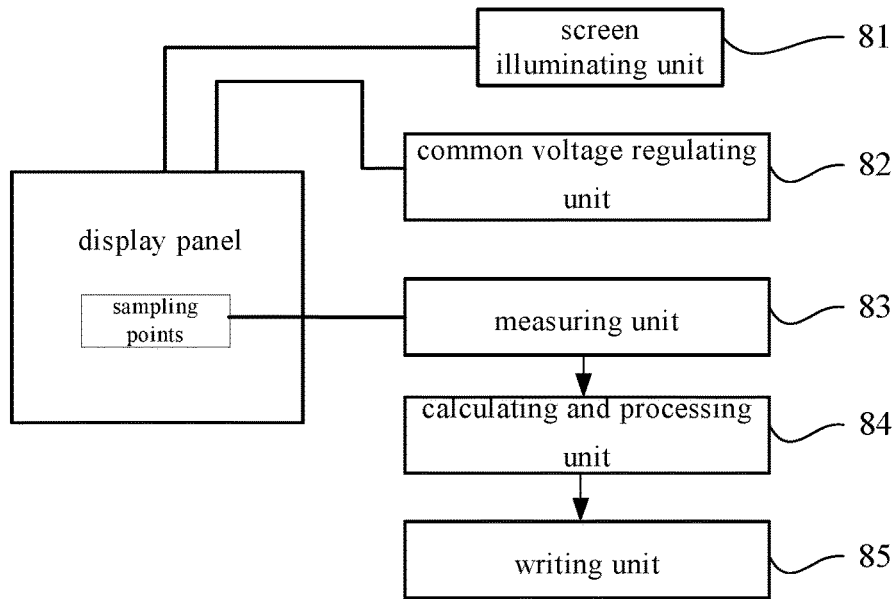 screen
illuminating unit
81
common voltage regulating
unit
82
display panel
sampling
points
measuring unit
83
calculating and processing
unit
84
writing unit
85